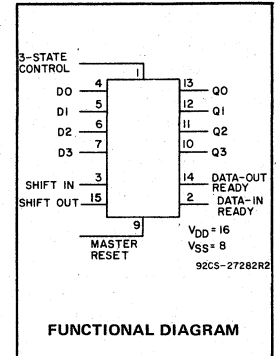 3-STATE
CONTROL
1
4
D0
13
Q0
5
D1
12
Q1
6
D2
11
Q2
7
D3
10
Q3
3
SHIFT IN
14
DATA-OUT
READY
15
SHIFT OUT
2
DATA-IN
READY
9
MASTER
RESET
VDD = 16
VSS = 8
92CS-27282R2
FUNCTIONAL DIAGRAM